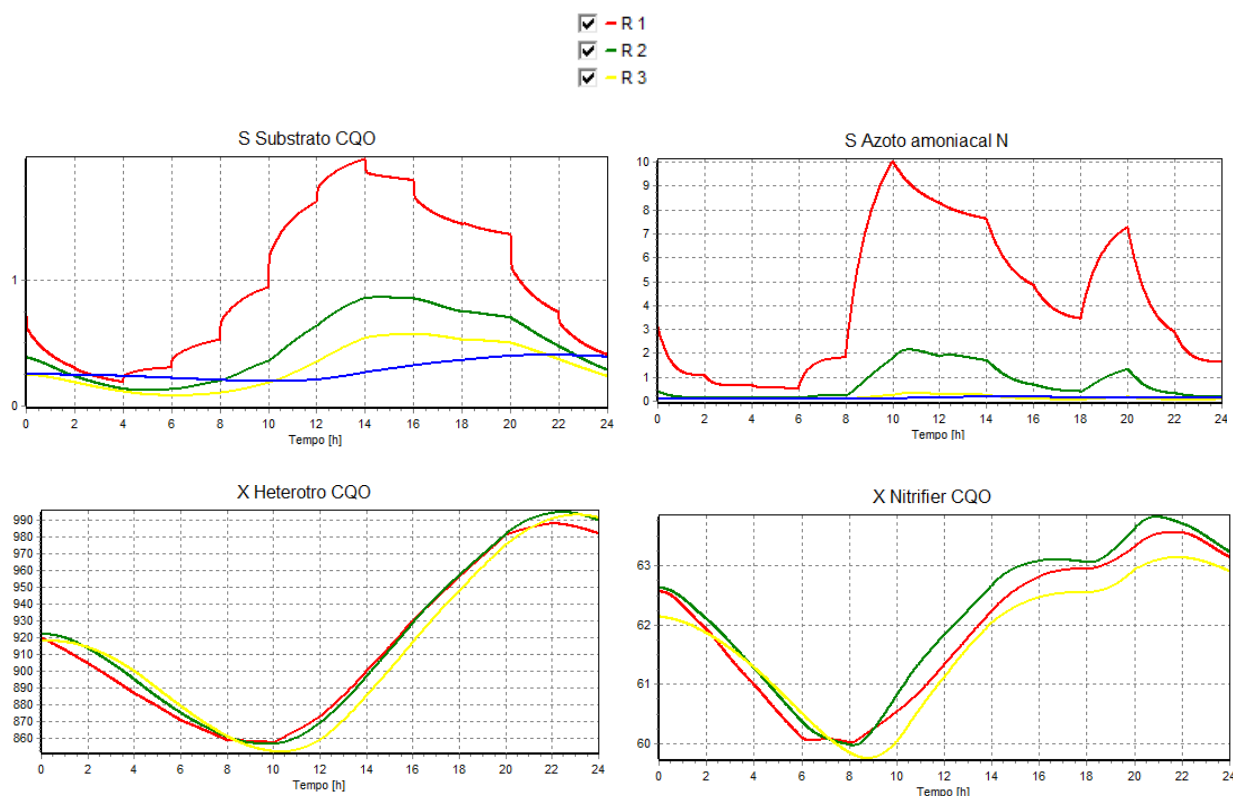 R 1
R 2
R 3
S Substrato CQO
1
0
0 2 4 6 8 10 12 14 16 18 20 22 24
Tempo [h]
S Azoto amoniacal N
10
9
8
7
6
5
4
3
2
1
0
0 2 4 6 8 10 12 14 16 18 20 22 24
Tempo [h]
X Heterotro CQO
990
980
970
960
950
940
930
920
910
900
890
880
870
860
0 2 4 6 8 10 12 14 16 18 20 22 24
Tempo [h]
X Nitrifier CQO
63
62
61
60
0 2 4 6 8 10 12 14 16 18 20 22 24
Tempo [h]